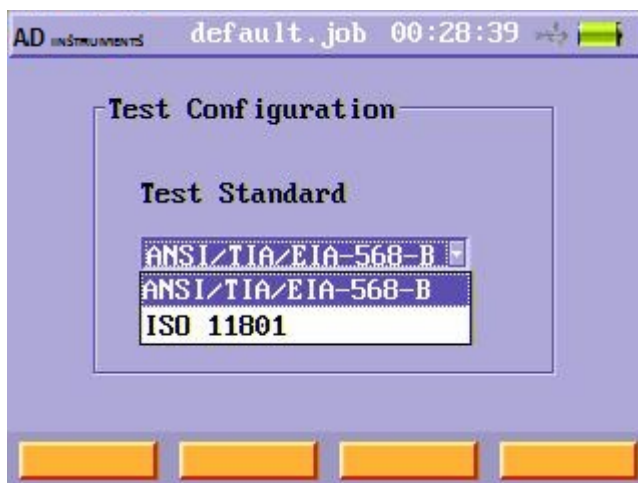 AD INSTRUMENTS default.job 00:28:39
Test Configuration
Test Standard
ANSI/TIA/EIA-568-B
ANSI/TIA/EIA-568-B
ISO 11801